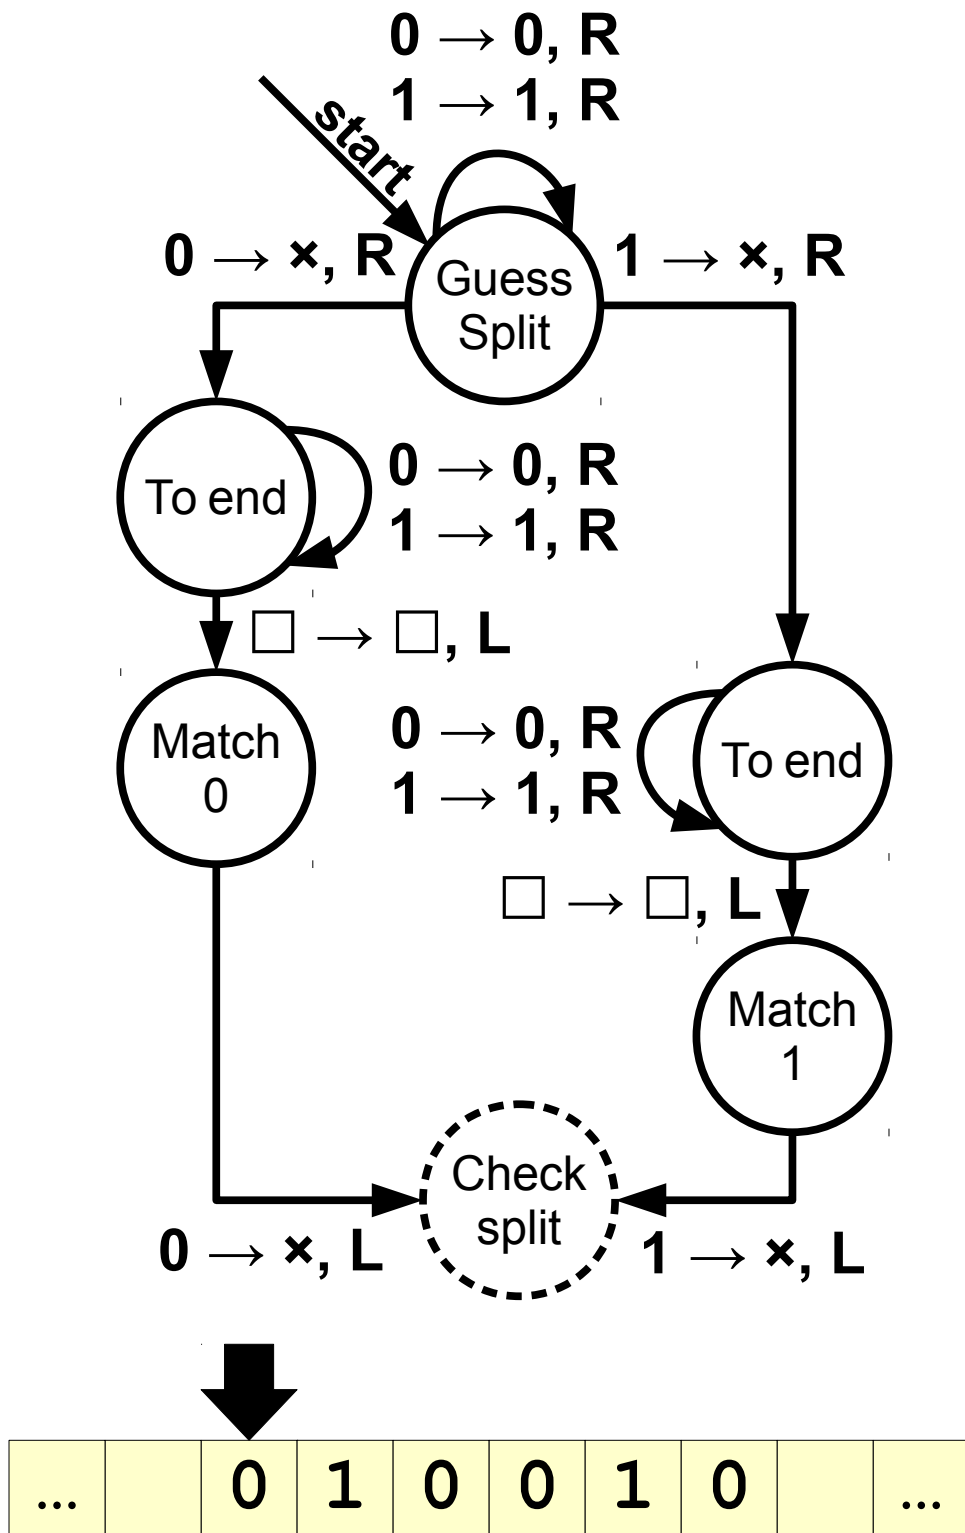 0 → 0, R
1 → 1, R
start
0 → ×, R
1 → ×, R
Guess
Split
To end
0 → 0, R
1 → 1, R
□ → □, L
Match
0
0 → 0, R
1 → 1, R
To end
□ → □, L
Match
1
Check
split
0 → ×, L
1 → ×, L
... 0 1 0 0 1 0 ...